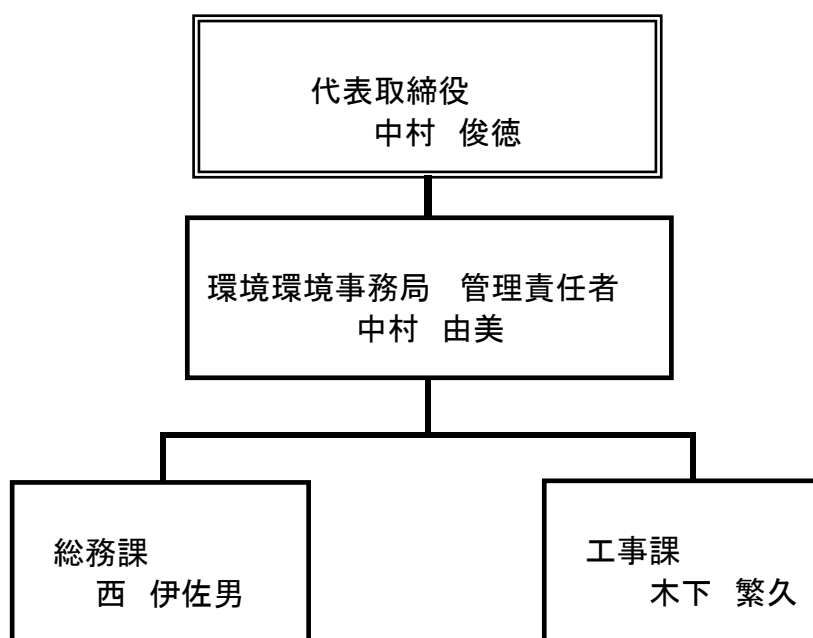 代表取締役
中村　俊徳
環境環境事務局　管理責任者
中村　由美
総務課
西　伊佐男
工事課
木下　繁久